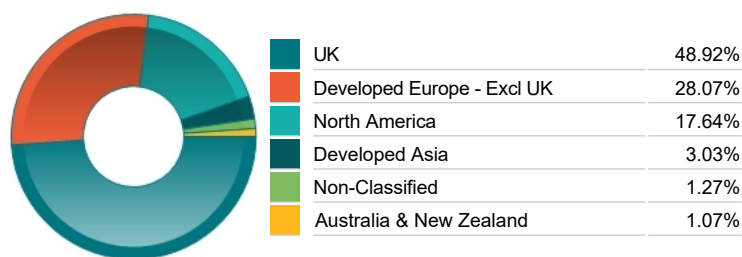 UK 48.92%
Developed Europe - Excl UK 28.07%
North America 17.64%
Developed Asia 3.03%
Non-Classified 1.27%
Australia & New Zealand 1.07%